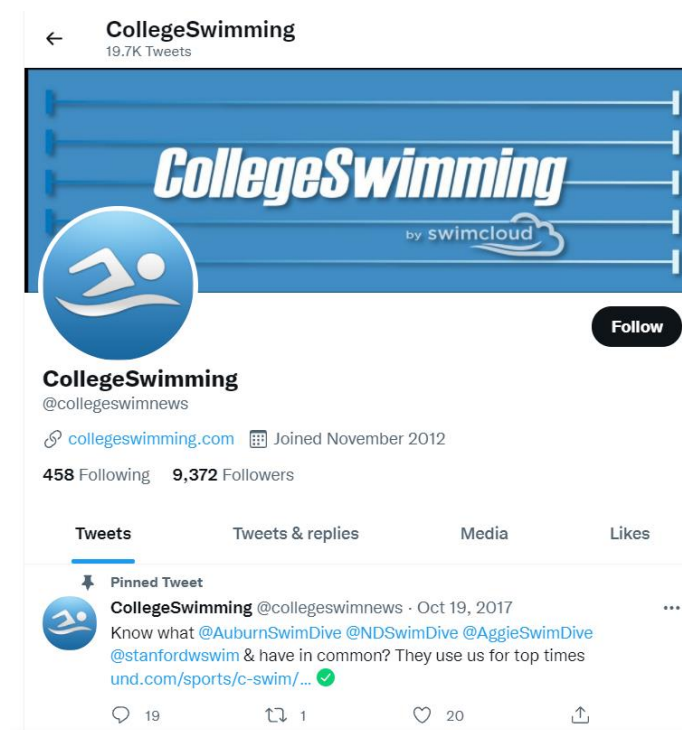 CollegeSwimming
19.7K Tweets
CollegeSwimming
by swimcloud
Follow
CollegeSwimming
@collegeswimnews
collegeswimming.com Joined November 2012
458 Following 9,372 Followers
Tweets Tweets & replies Media Likes
Pinned Tweet
CollegeSwimming @collegeswimnews · Oct 19, 2017
Know what @AuburnSwimDive @NDSwimDive @AggieSwimDive
@stanfordwswim & have in common? They use us for top times
und.com/sports/c-swim/...
19 1 20